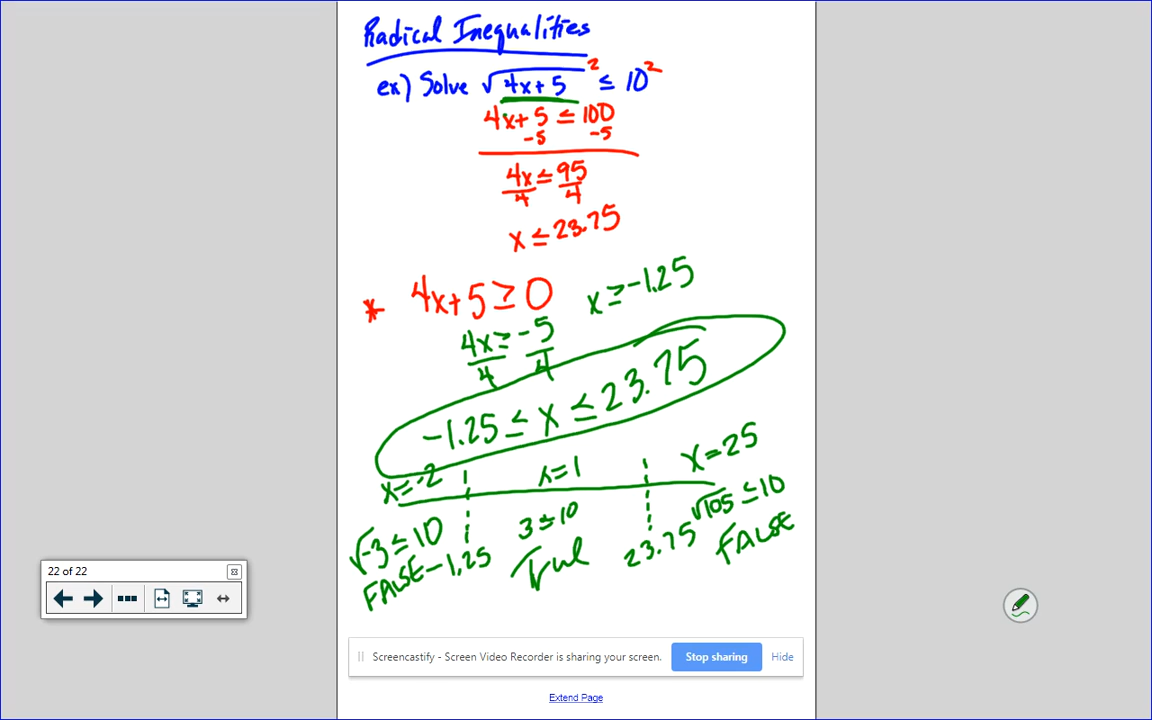 Radical Inequalities
ex) Solve √4x+5² ≤ 10²
4x+5 ≤ 100
-5 -5
4x/4 ≤ 95/4
x ≤ 23.75
* 4x+5 ≥ 0
x ≥ -1.25
4x/4 ≥ -5/4
-1.25 ≤ x ≤ 23.75
x=-2 x=1 x=25
√-3 ≤ 10 3 ≤ 10 √105 ≤ 10
FALSE -1.25 True 23.75 FALSE
22 of 22
Screencastify - Screen Video Recorder is sharing your screen. Stop sharing Hide
Extend Page